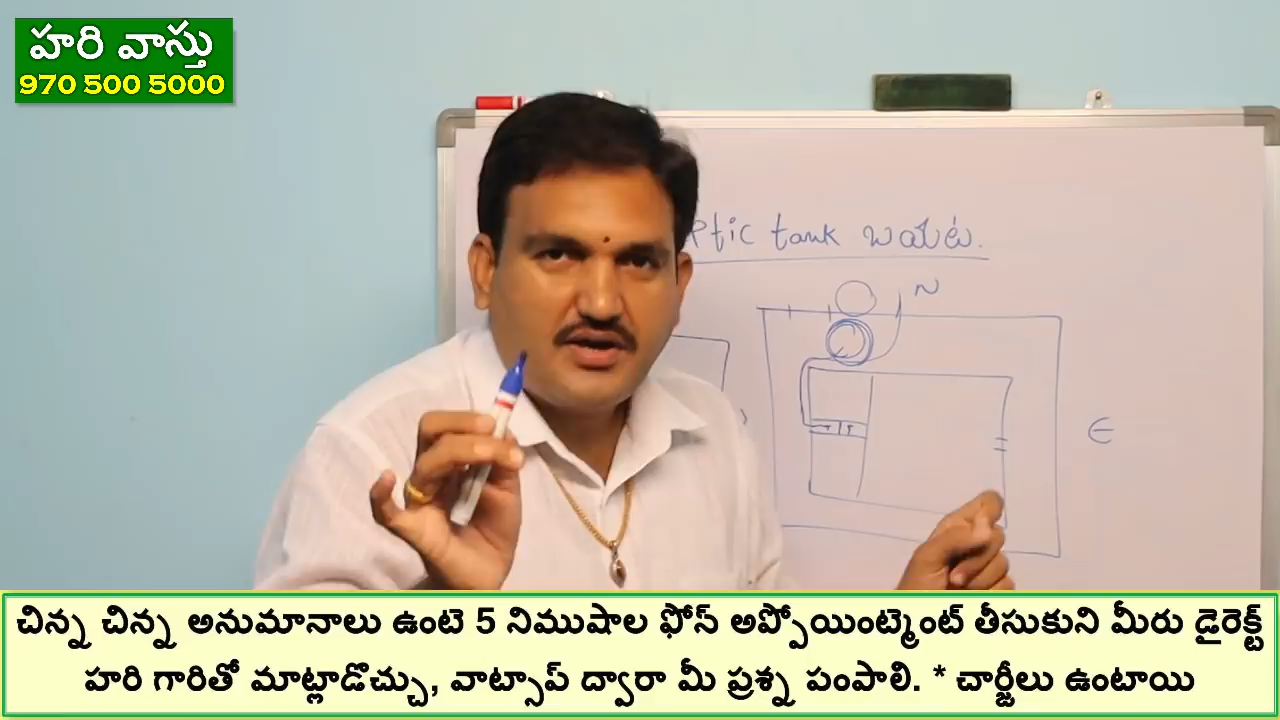 హరి వాస్తు
970 500 5000
ptic tank బయట.
N
E
చిన్న చిన్న అనుమానాలు ఉంటె 5 నిముషాల ఫోన్ అప్పోయింట్మెంట్ తీసుకుని మీరు డైరెక్ట్
హరి గారితో మాట్లాడొచ్చు, వాట్సాప్ ద్వారా మీ ప్రశ్న పంపాలి. * చార్జీలు ఉంటాయి